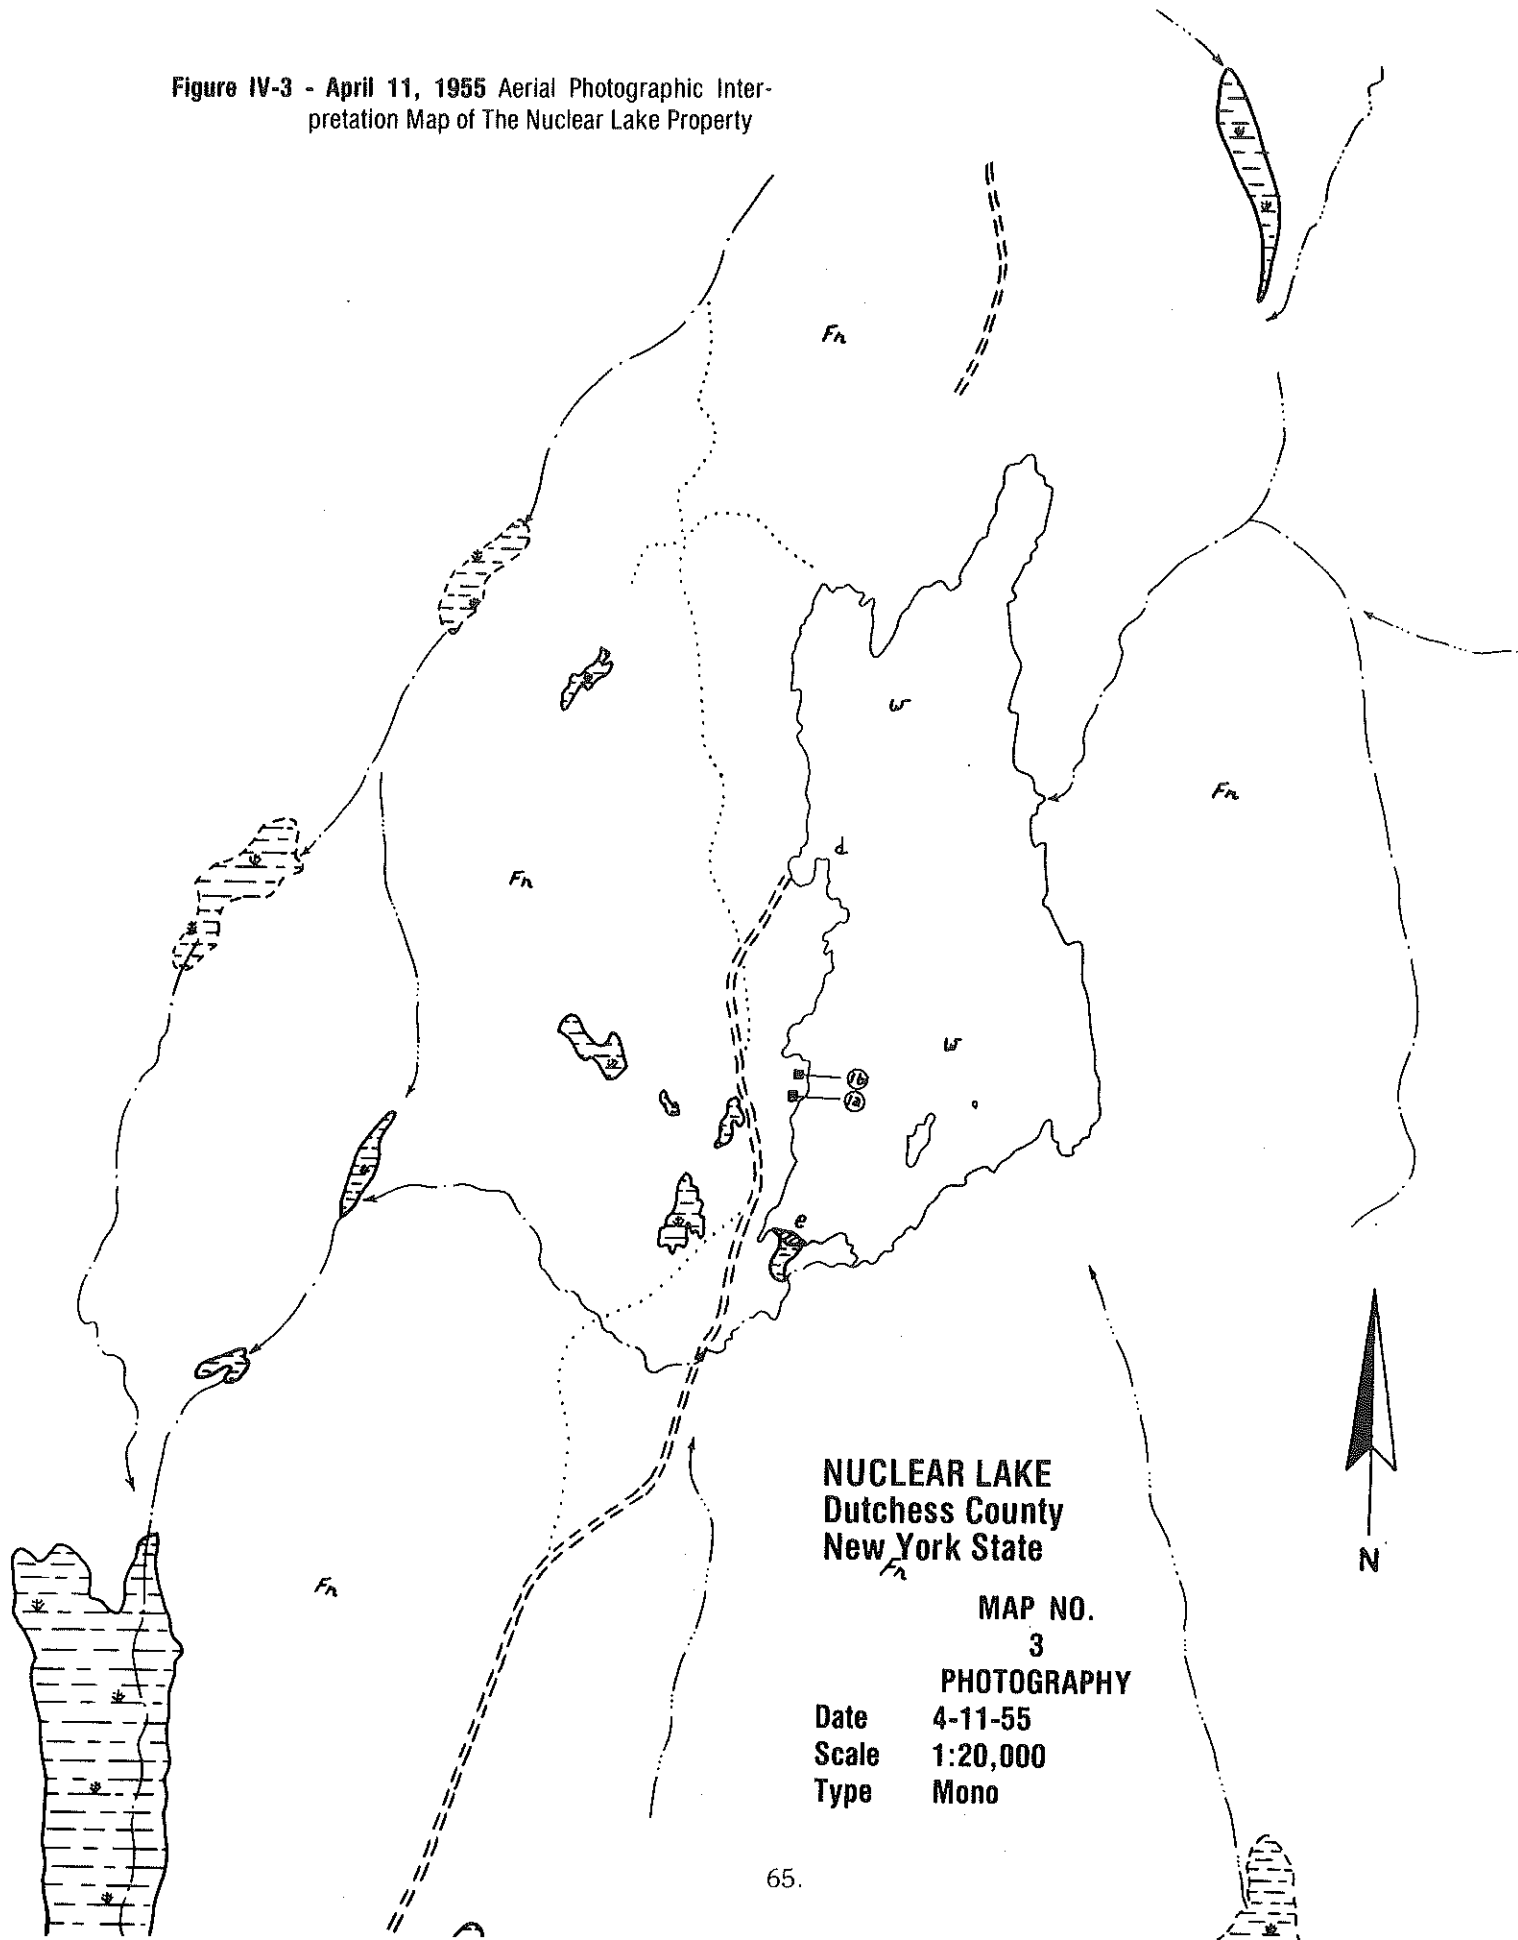 Figure IV-3 - April 11, 1955 Aerial Photographic Inter-
pretation Map of The Nuclear Lake Property
Fn
w
Fn
d
Fn
w
1b
1a
e
NUCLEAR LAKE
Dutchess County
New York State
Fn
N
Fn
MAP NO.
3
PHOTOGRAPHY
Date 4-11-55
Scale 1:20,000
Type Mono
65.